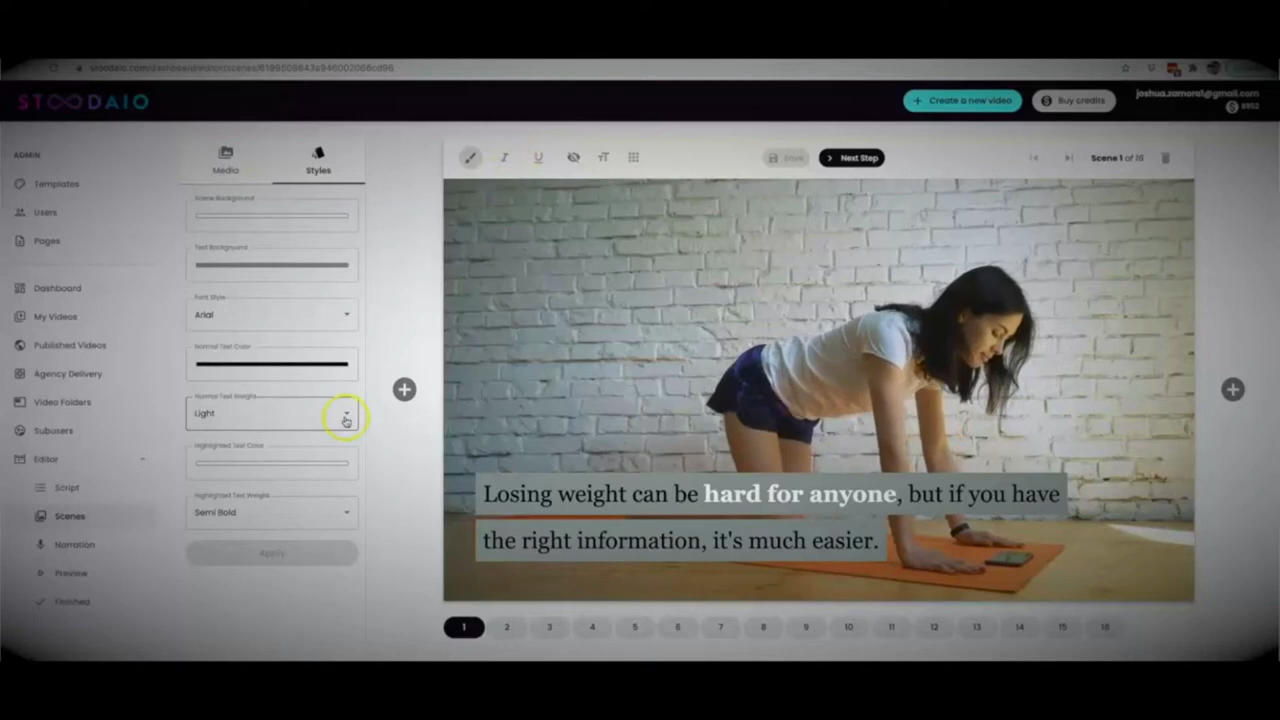 STOODAIO
+ Create a new video
Buy credits
joshua.zamora1@gmail.com
8952
ADMIN
Templates
Users
Pages
Dashboard
My Videos
Published Videos
Agency Delivery
Video Folders
Subusers
Editor
Script
Scenes
Narration
Preview
Finished
Media
Styles
Scene Background
Text Background
Font Style
Arial
Normal Text Color
Normal Text Weight
Light
Highlighted Text Color
Highlighted Text Weight
Semi Bold
Apply
Save
Next Step
Scene 1 of 16
Losing weight can be hard for anyone, but if you have
the right information, it's much easier.
1 2 3 4 5 6 7 8 9 10 11 12 13 14 15 16